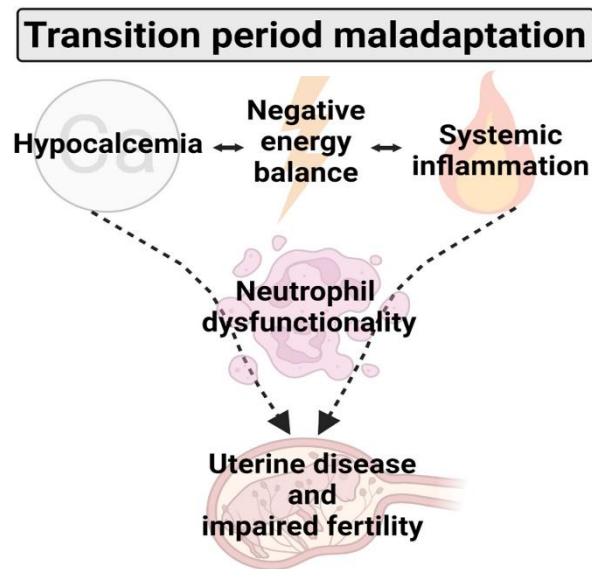 Transition period maladaptation
Ca
Hypocalcemia
Negative
energy
balance
Systemic
inflammation
Neutrophil
dysfunctionality
Uterine disease
and
impaired fertility